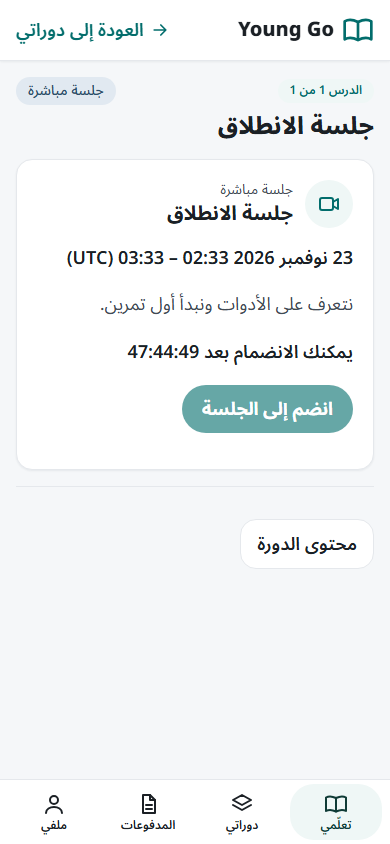 Young Go
العودة إلى دوراتي
الدرس 1 من 1
جلسة مباشرة
جلسة الانطلاق
جلسة مباشرة
جلسة الانطلاق
23 نوفمبر 2026 02:33 – 03:33 (UTC)
نتعرف على الأدوات ونبدأ أول تمرين.
يمكنك الانضمام بعد 47:44:49
انضم إلى الجلسة
محتوى الدورة
تعلّمي
دوراتي
المدفوعات
ملفي